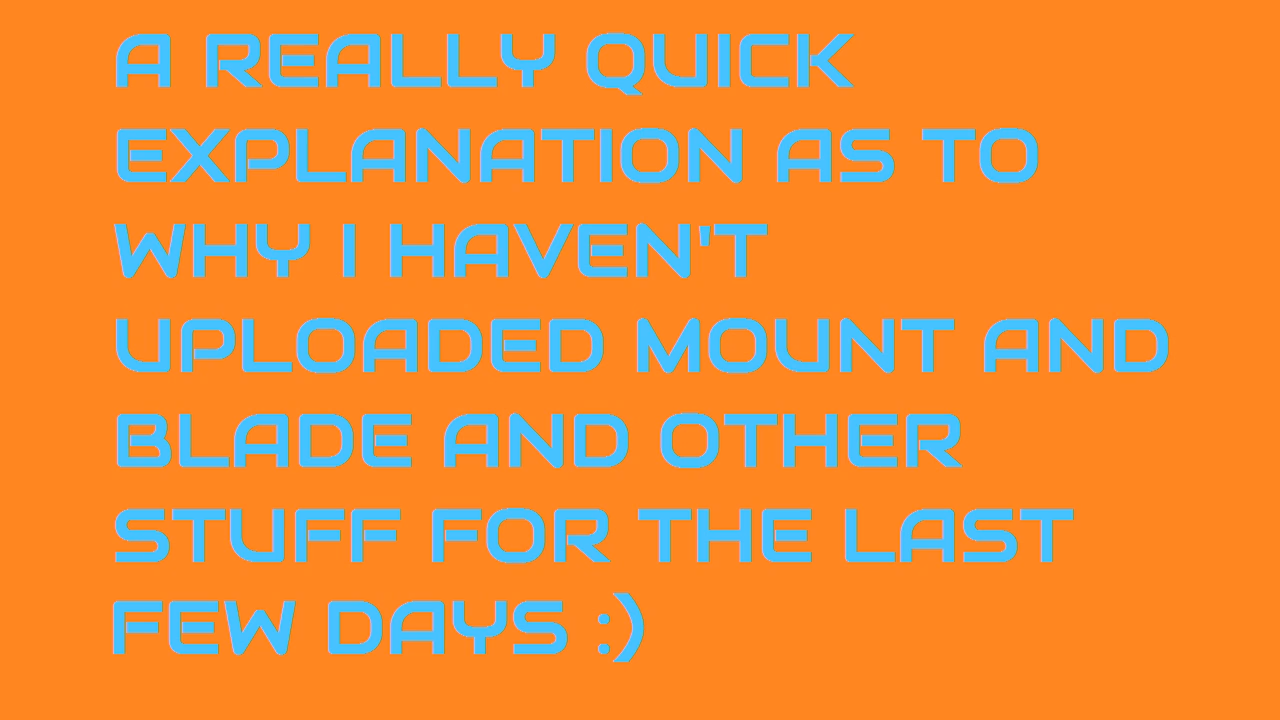 A REALLY QUICK
EXPLANATION AS TO
WHY I HAVEN'T
UPLOADED MOUNT AND
BLADE AND OTHER
STUFF FOR THE LAST
FEW DAYS :)